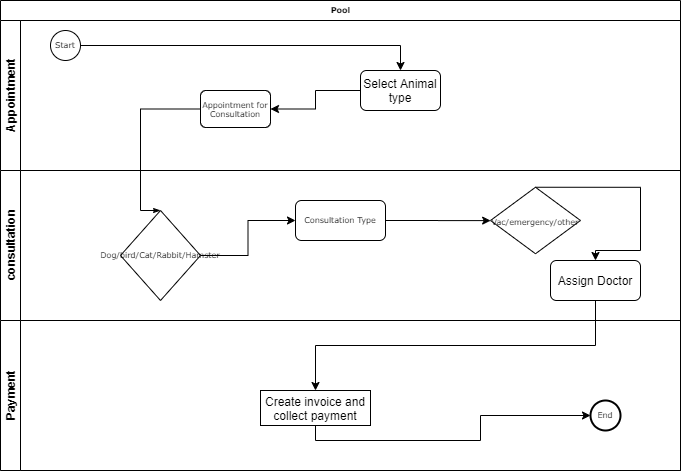 Pool
Appointment
Start
Select Animal
type
Appointment for
Consultation
consultation
Dog/bird/Cat/Rabbit/Hamster
Consultation Type
Vac/emergency/other
Assign Doctor
Payment
Create invoice and
collect payment
End